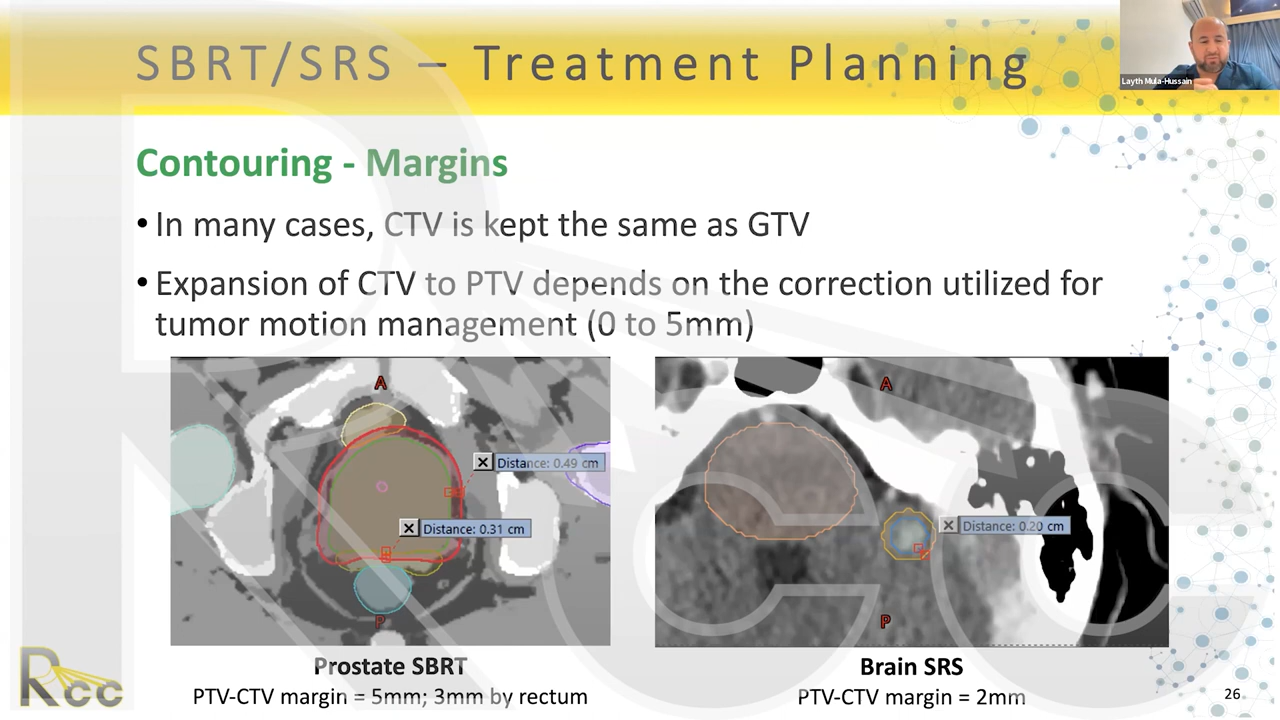 SBRT/SRS – Treatment Planning
Layth Mula-Hussain
Contouring - Margins
• In many cases, CTV is kept the same as GTV
• Expansion of CTV to PTV depends on the correction utilized for
tumor motion management (0 to 5mm)
A
Distance: 0.49 cm
Distance: 0.31 cm
P
A
Distance: 0.20 cm
P
Prostate SBRT
PTV-CTV margin = 5mm; 3mm by rectum
Brain SRS
PTV-CTV margin = 2mm
Rcc
26